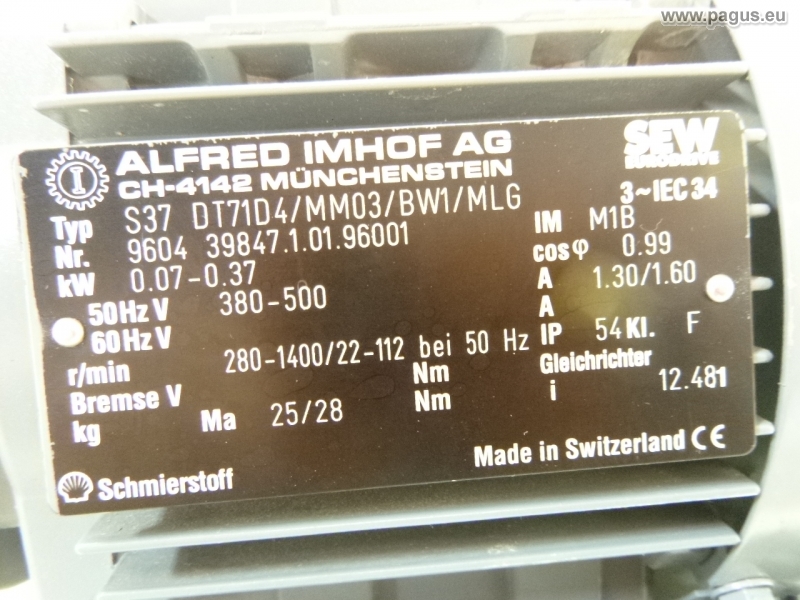 www.pagus.eu
ALFRED IMHOF AG
CH-4142 MÜNCHENSTEIN
SEW
EURODRIVE
3~IEC 34
Typ S37 DT71D4/MM03/BW1/MLG
Nr. 9604 39847.1.01.96001 IM M1B
kW 0.07-0.37 cosφ 0.99
50Hz V 380-500 A 1.30/1.60
60Hz V A
r/min 280-1400/22-112 bei 50 Hz IP 54 Kl. F
Bremse V Nm Gleichrichter
kg Ma 25/28 Nm i 12.481
Schmierstoff Made in Switzerland CE